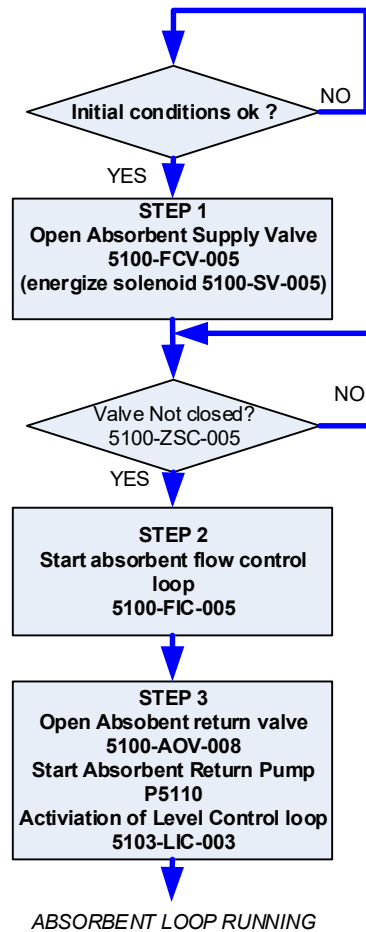 Initial conditions ok ?
NO
YES
STEP 1
Open Absorbent Supply Valve
5100-FCV-005
(energize solenoid 5100-SV-005)
Valve Not closed?
5100-ZSC-005
NO
YES
STEP 2
Start absorbent flow control
loop
5100-FIC-005
STEP 3
Open Absobent return valve
5100-AOV-008
Start Absorbent Return Pump
P5110
Activiation of Level Control loop
5103-LIC-003
ABSORBENT LOOP RUNNING